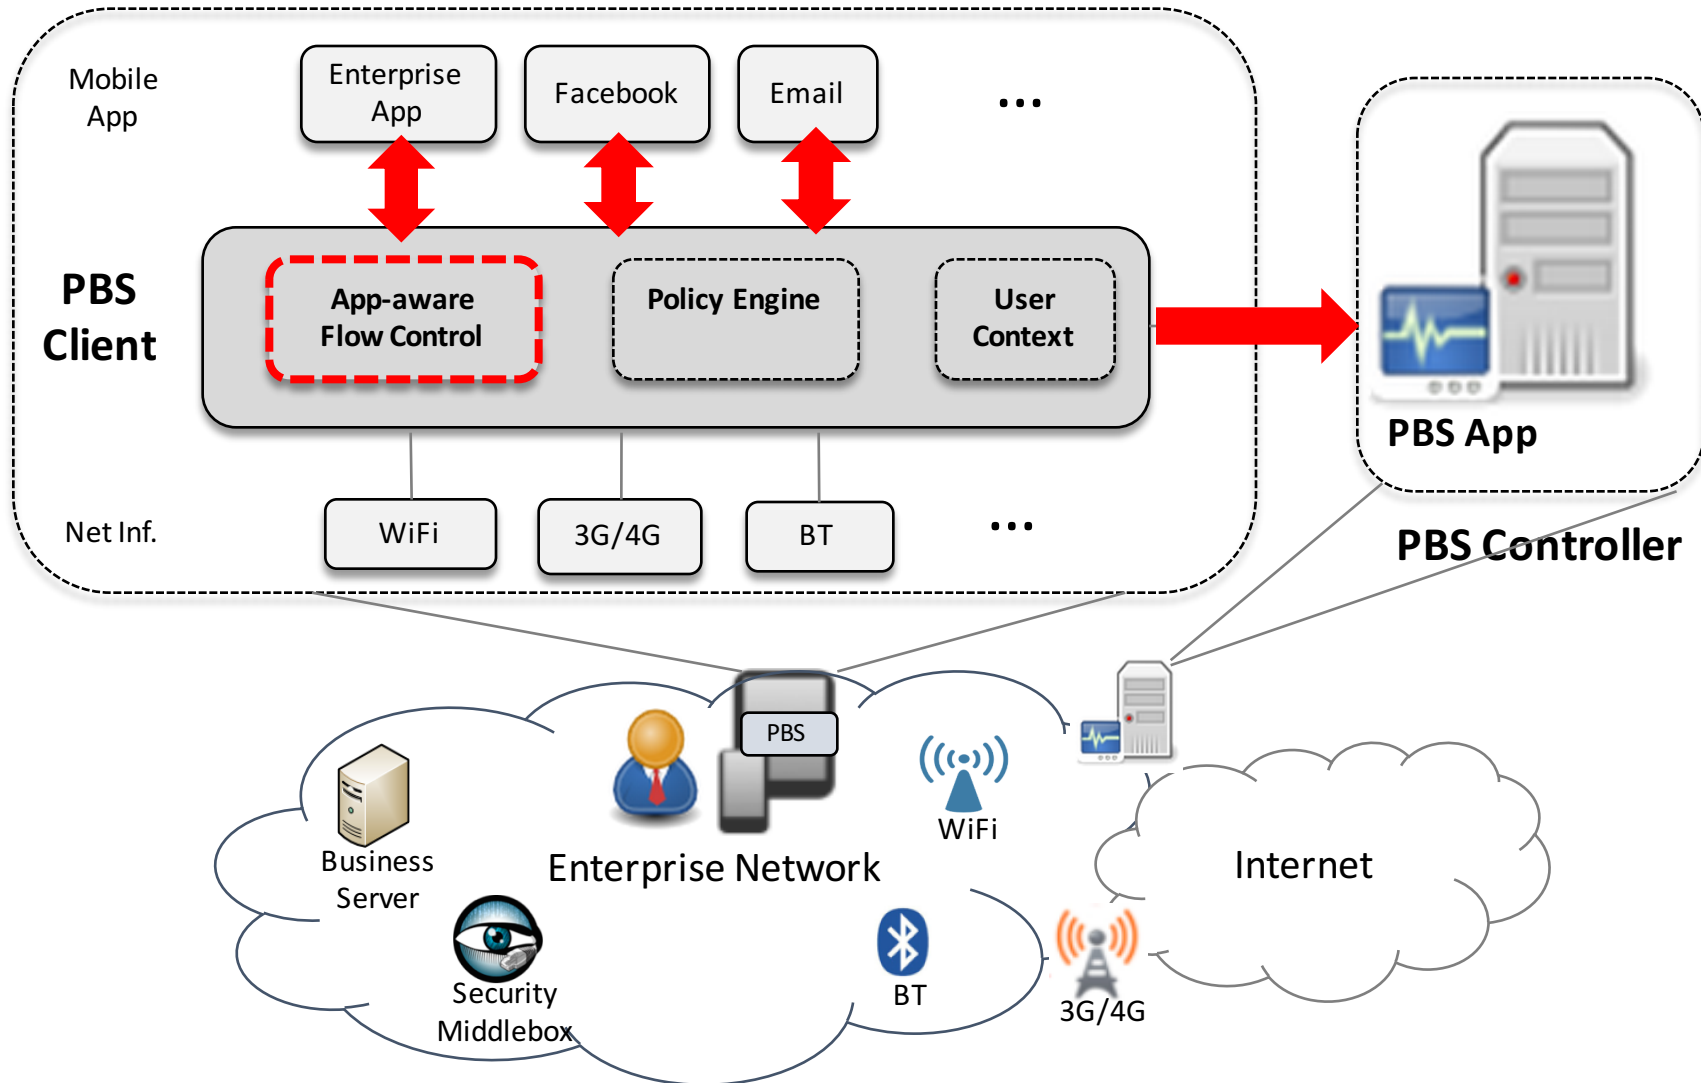 Mobile
App
Enterprise
App
Facebook
Email
...
PBS
Client
App-aware
Flow Control
Policy Engine
User
Context
PBS App
PBS Controller
Net Inf.
WiFi
3G/4G
BT
...
PBS
WiFi
Business
Server
Enterprise Network
Internet
Security
Middlebox
BT
3G/4G